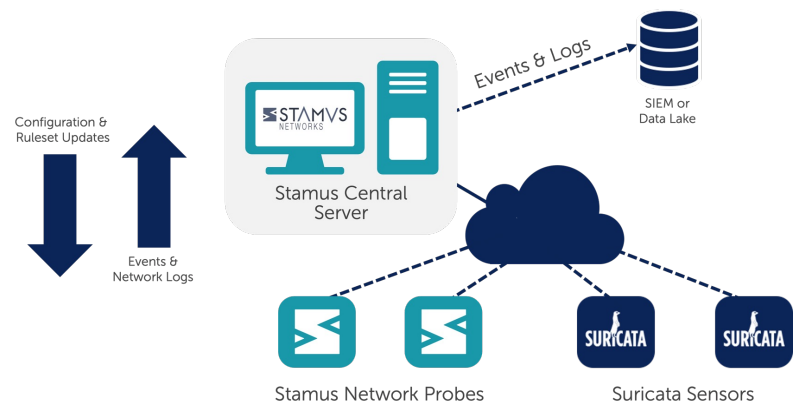 Configuration &
Ruleset Updates
Events &
Network Logs
STAMVS
NETWORKS
Stamus Central
Server
Events & Logs
SIEM or
Data Lake
SURICATA
SURICATA
Stamus Network Probes
Suricata Sensors